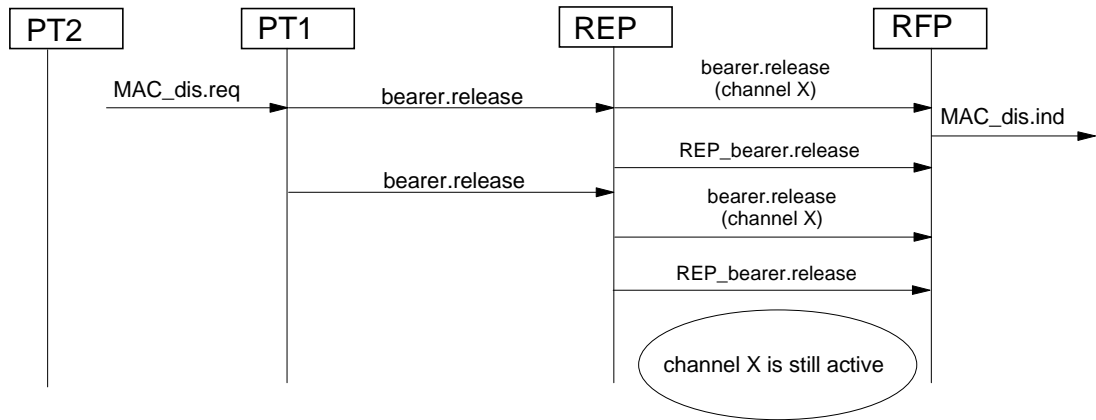 PT2
PT1
REP
RFP
MAC_dis.req
bearer.release
bearer.release
(channel X)
MAC_dis.ind
REP_bearer.release
bearer.release
bearer.release
(channel X)
REP_bearer.release
channel X is still active